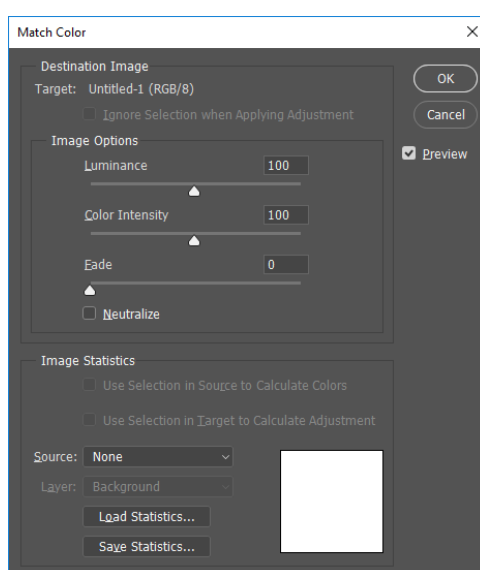 Match Color
Destination Image
Target: Untitled-1 (RGB/8)
Ignore Selection when Applying Adjustment
OK
Cancel
Preview
Image Options
Luminance 100
Color Intensity 100
Fade 0
Neutralize
Image Statistics
Use Selection in Source to Calculate Colors
Use Selection in Target to Calculate Adjustment
Source: None
Layer: Background
Load Statistics...
Save Statistics...